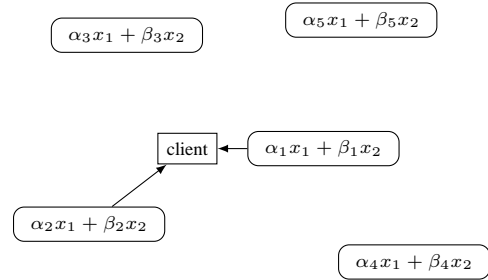 α₅x₁ + β₅x₂
α₃x₁ + β₃x₂
client
α₁x₁ + β₁x₂
α₂x₁ + β₂x₂
α₄x₁ + β₄x₂